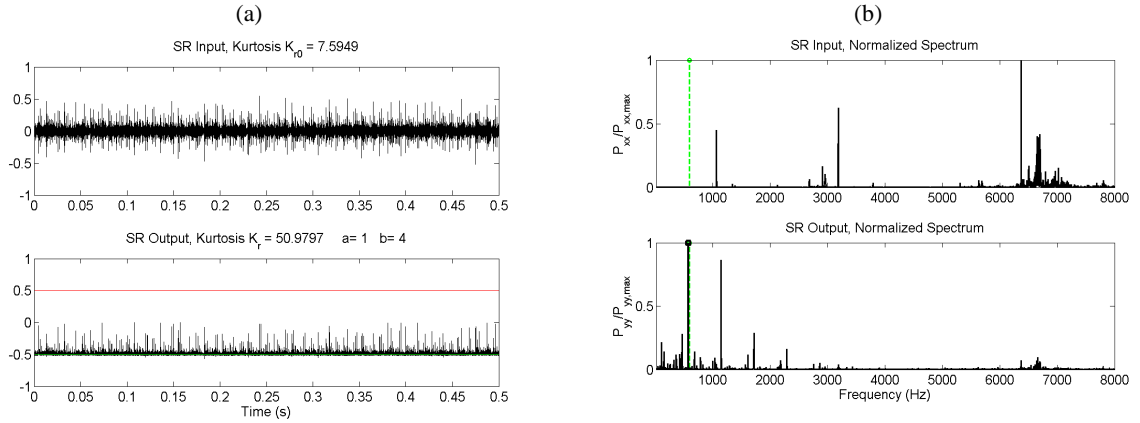 (a)
SR Input, Kurtosis K_r0 = 7.5949
1
0.5
0
-0.5
-1
0 0.05 0.1 0.15 0.2 0.25 0.3 0.35 0.4 0.45 0.5
SR Output, Kurtosis K_r = 50.9797 a= 1 b= 4
1
0.5
0
-0.5
-1
0 0.05 0.1 0.15 0.2 0.25 0.3 0.35 0.4 0.45 0.5
Time (s)
(b)
SR Input, Normalized Spectrum
P_xx/P_xx,max
1
0.5
0
1000 2000 3000 4000 5000 6000 7000 8000
SR Output, Normalized Spectrum
P_yy/P_yy,max
1
0.5
0
1000 2000 3000 4000 5000 6000 7000 8000
Frequency (Hz)